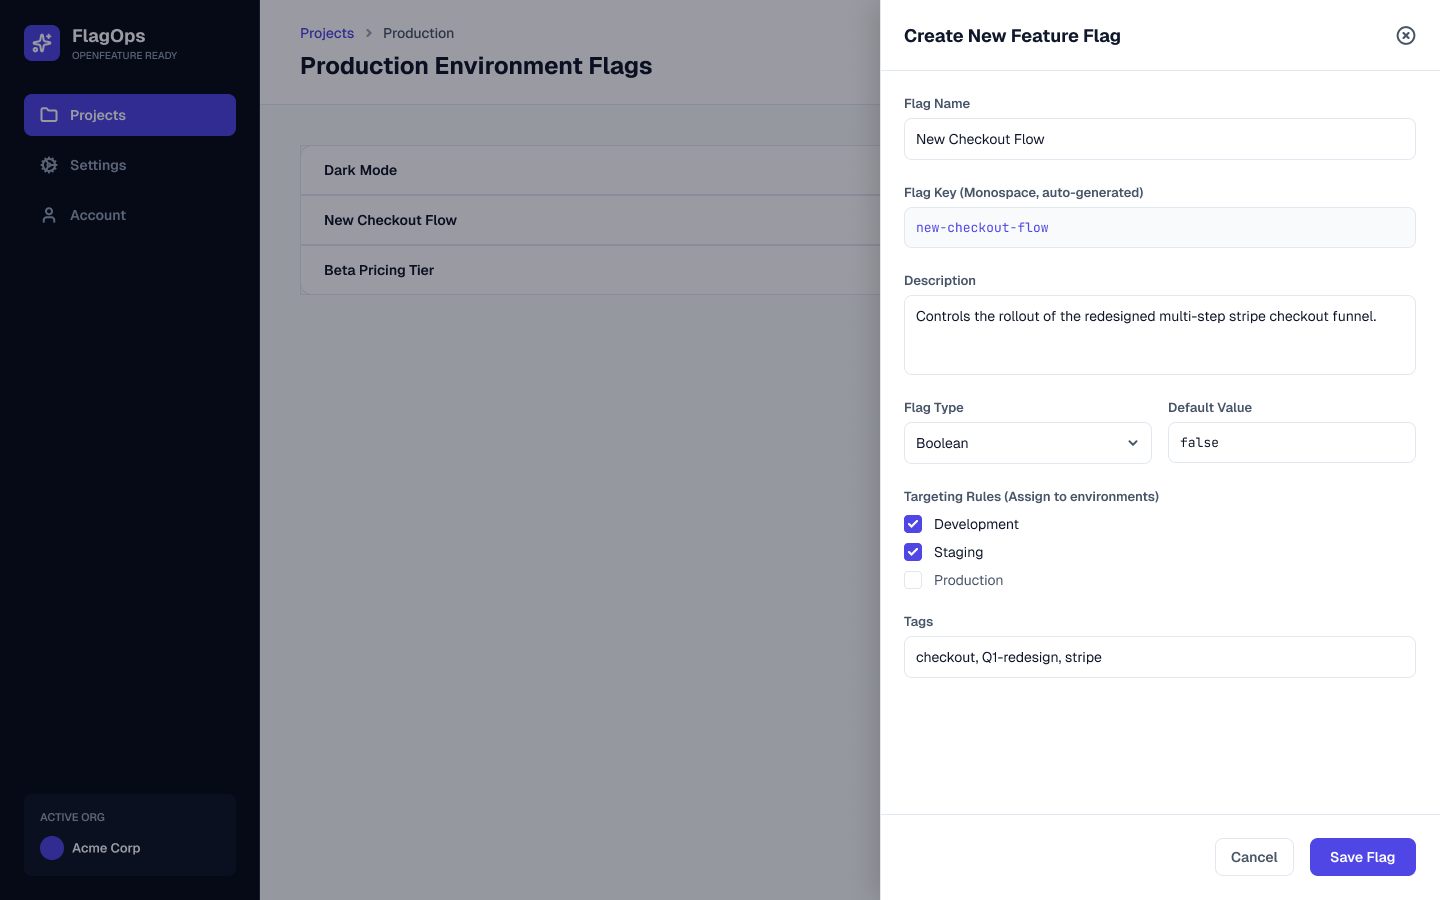 FlagOps
OPENFEATURE READY
Projects
Settings
Account
ACTIVE ORG
Acme Corp
Projects > Production
Production Environment Flags
Dark Mode
New Checkout Flow
Beta Pricing Tier
Create New Feature Flag
Flag Name
New Checkout Flow
Flag Key (Monospace, auto-generated)
new-checkout-flow
Description
Controls the rollout of the redesigned multi-step stripe checkout funnel.
Flag Type
Boolean
Default Value
false
Targeting Rules (Assign to environments)
Development
Staging
Production
Tags
checkout, Q1-redesign, stripe
Cancel
Save Flag